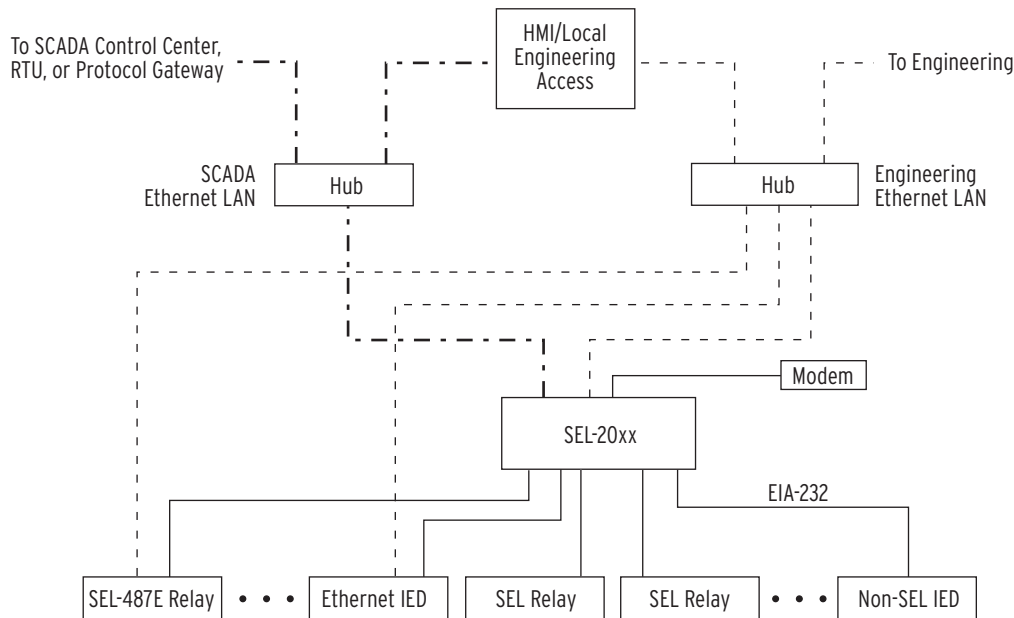 To SCADA Control Center,
RTU, or Protocol Gateway
HMI/Local
Engineering
Access
To Engineering
SCADA
Ethernet LAN
Hub
Hub
Engineering
Ethernet LAN
Modem
SEL-20xx
EIA-232
SEL-487E Relay
Ethernet IED
SEL Relay
SEL Relay
Non-SEL IED